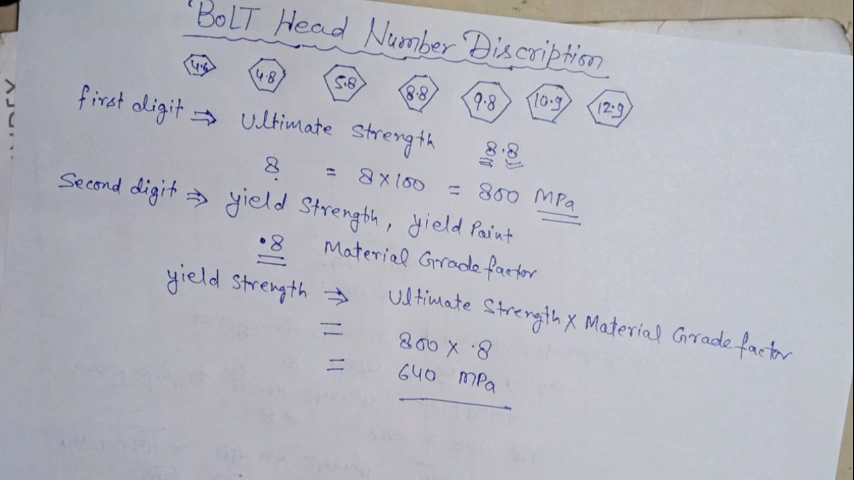 BoLT Head Number Discription
4.6 4.8 5.8 8.8 9.8 10.9 12.9
first digit ⇒ Ultimate Strength 8.8
8 = 8×100 = 800 MPa
Second digit ⇒ yield Strength, yield Paint
.8 Material Grade factor
yield Strength ⇒ Ultimate Strength X Material Grade factor
= 800 X .8
= 640 MPa